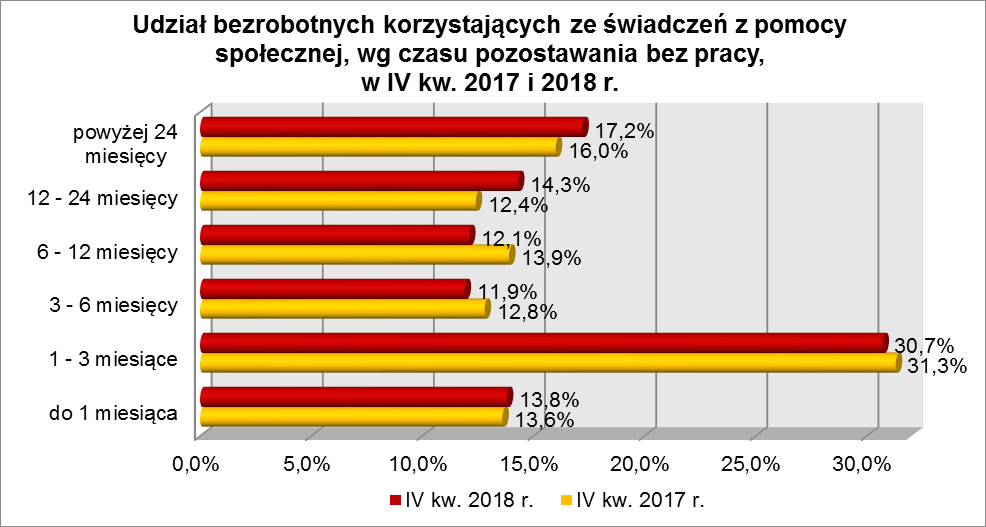 Udział bezrobotnych korzystających ze świadczeń z pomocy
społecznej, wg czasu pozostawania bez pracy,
w IV kw. 2017 i 2018 r.
powyżej 24
miesięcy
17,2%
16,0%
12 - 24 miesięcy
14,3%
12,4%
6 - 12 miesięcy
12,1%
13,9%
3 - 6 miesięcy
11,9%
12,8%
1 - 3 miesiące
30,7%
31,3%
do 1 miesiąca
13,8%
13,6%
0,0% 5,0% 10,0% 15,0% 20,0% 25,0% 30,0%
IV kw. 2018 r. IV kw. 2017 r.